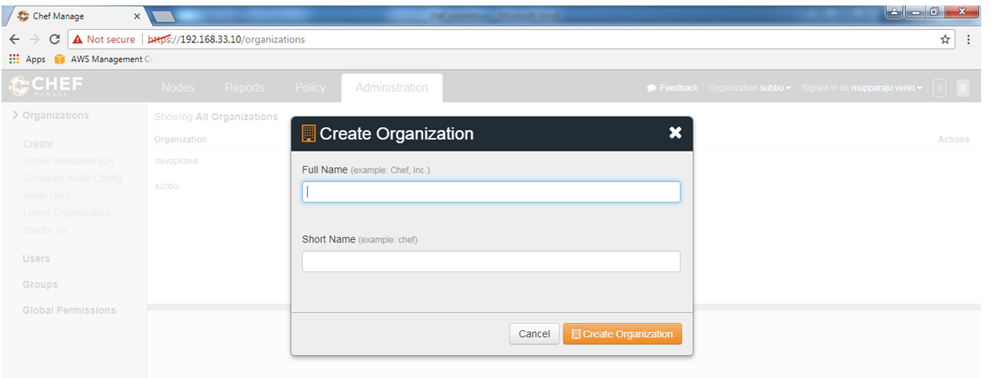 Chef Manage
Not secure | https://192.168.33.10/organizations
Apps AWS Management C
CHEF
MANAGE
Nodes Reports Policy Administration
Feedback Organization subbu Signed in as mupparaju venki 0 0
Organizations
Showing All Organizations
Create Organization
Organization
Actions
Create
Reset Validation Key
Generate Knife Config
Invite User
Leave Organization
Starter Kit
Users
Groups
Global Permissions
devopsaws
subbu
Full Name (example: Chef, Inc.)
Short Name (example: chef)
Cancel Create Organization